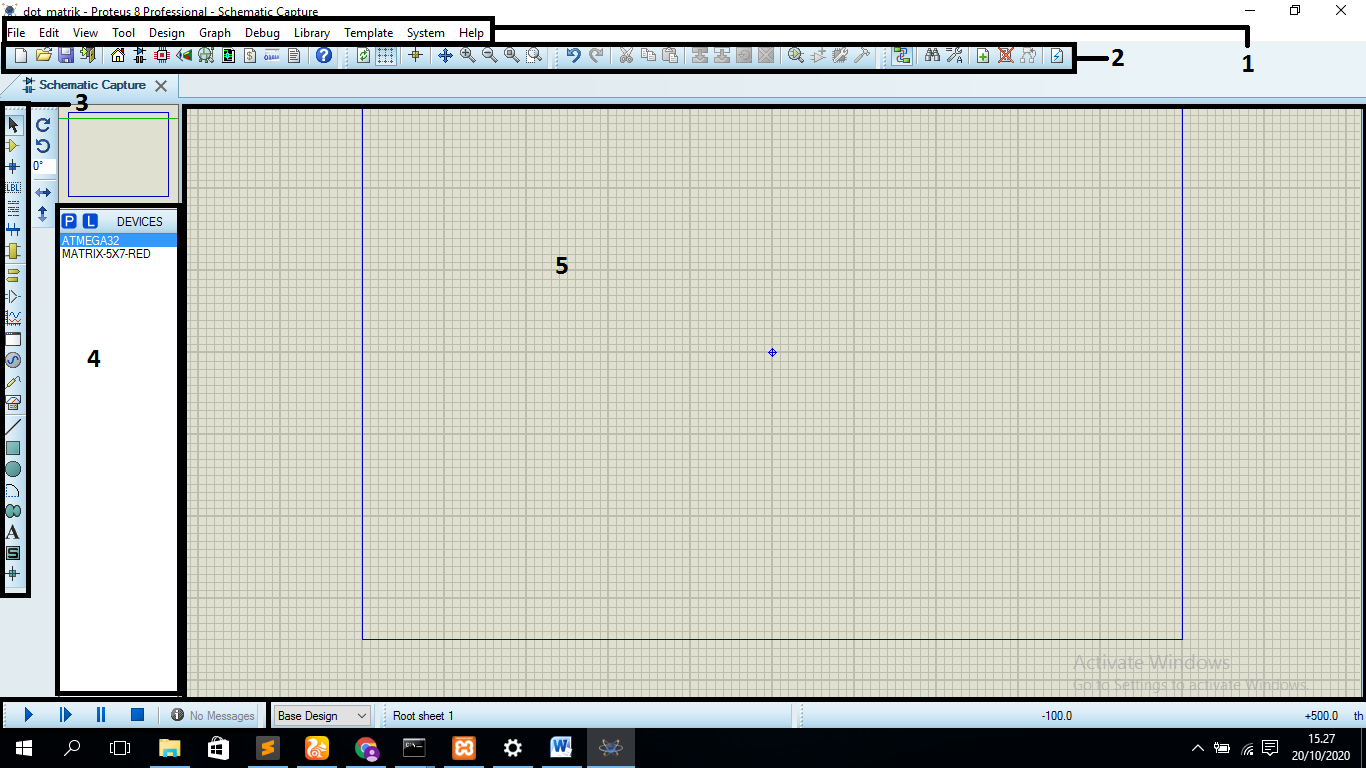 dot_matrik - Proteus 8 Professional - Schematic Capture
File Edit View Tool Design Graph Debug Library Template System Help
1
2
Schematic Capture
3
LBL
0°
P L DEVICES
ATMEGA32
MATRIX-5X7-RED
5
4
A
S
Activate Windows
Go to Settings to activate Windows.
No Messages
Base Design
Root sheet 1
-100.0
+500.0
th
15.27
20/10/2020